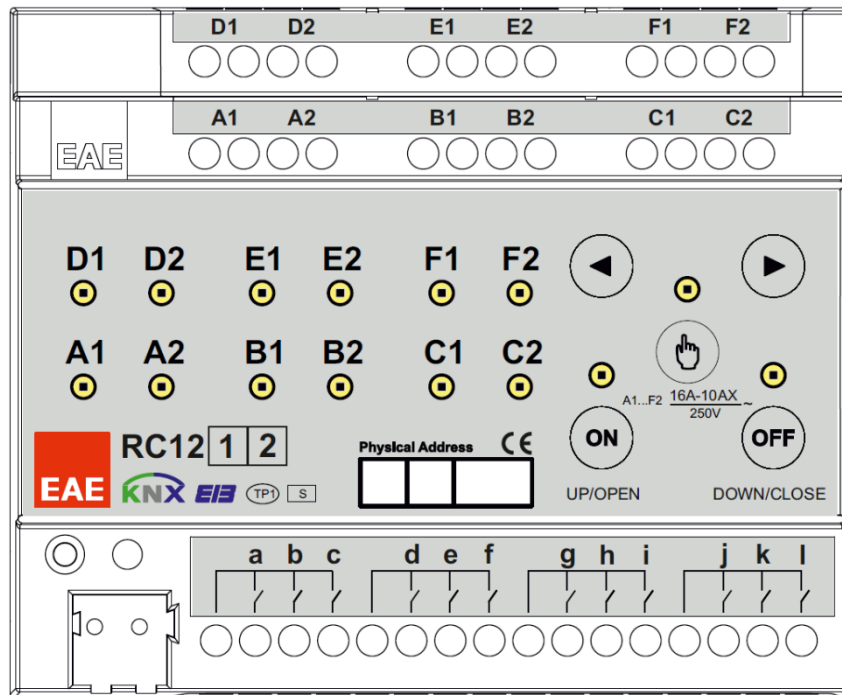 D1 D2 E1 E2 F1 F2
A1 A2 B1 B2 C1 C2
EAE
D1 D2 E1 E2 F1 F2
A1 A2 B1 B2 C1 C2
A1...F2 16A-10AX ~
250V
RC12 1 2
Physical Address CE
ON OFF
EAE KNX EIB TP1 S
UP/OPEN DOWN/CLOSE
a b c d e f g h i j k l